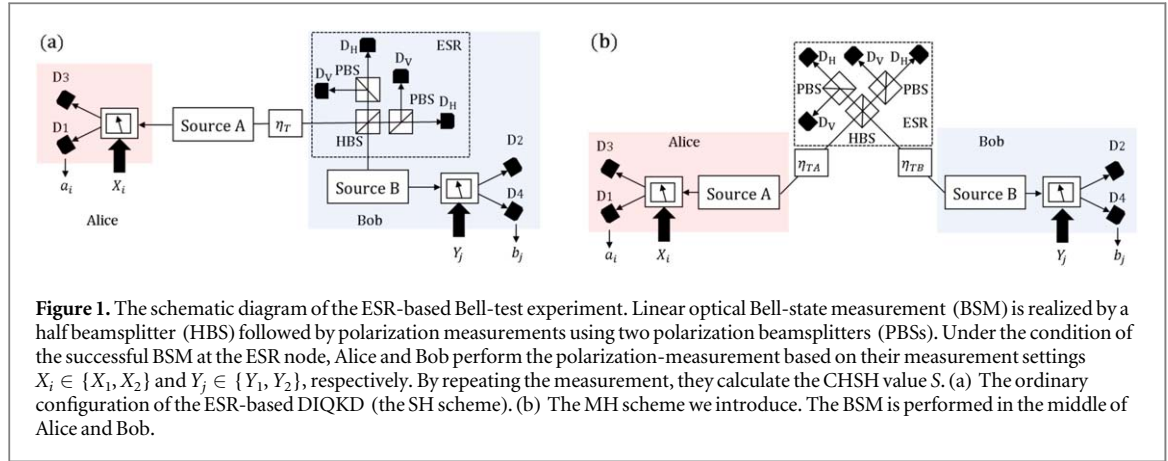 (a)
ESR
D_H
D_V
PBS
D_V
PBS
D_H
HBS
D3
D1
Source A
η_T
Source B
D2
D4
a_i
X_i
Alice
Bob
Y_j
b_j
(b)
D_H
D_V
D_H
PBS
PBS
D_V
ESR
HBS
Alice
Bob
D3
D1
η_TA
η_TB
Source A
Source B
D2
D4
a_i
X_i
Y_j
b_j
Figure 1. The schematic diagram of the ESR-based Bell-test experiment. Linear optical Bell-state measurement (BSM) is realized by a
half beamsplitter (HBS) followed by polarization measurements using two polarization beamsplitters (PBSs). Under the condition of
the successful BSM at the ESR node, Alice and Bob perform the polarization-measurement based on their measurement settings
X_i ∈ {X_1, X_2} and Y_j ∈ {Y_1, Y_2}, respectively. By repeating the measurement, they calculate the CHSH value S. (a) The ordinary
configuration of the ESR-based DIQKD (the SH scheme). (b) The MH scheme we introduce. The BSM is performed in the middle of
Alice and Bob.